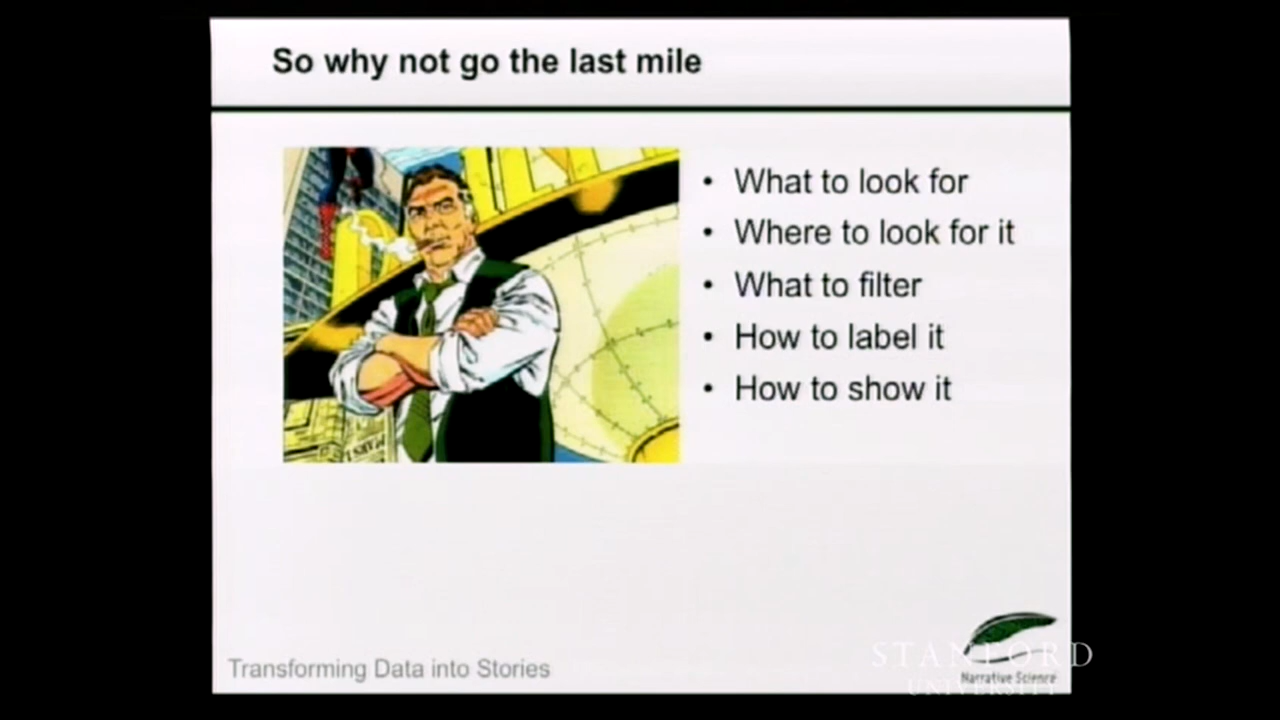 So why not go the last mile
• What to look for
• Where to look for it
• What to filter
• How to label it
• How to show it
Transforming Data into Stories
STANFORD
Narrative Science
UNIVERSITY